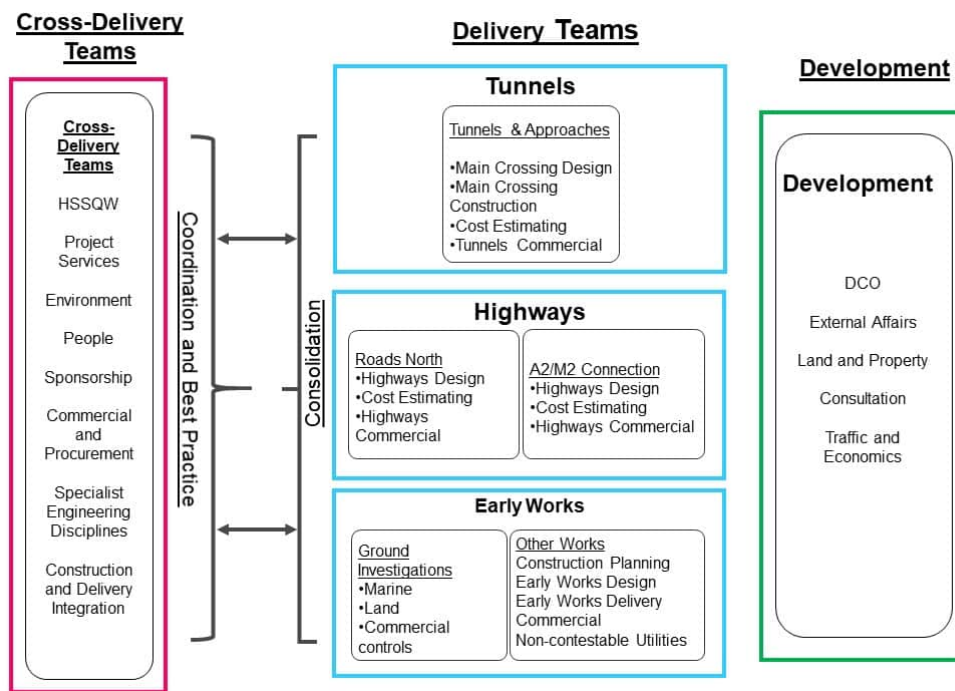 Cross-Delivery
Teams
Cross-
Delivery
Teams
HSSQW
Project
Services
Environment
People
Sponsorship
Commercial
and
Procurement
Specialist
Engineering
Disciplines
Construction
and Delivery
Integration
Coordination and Best Practice
Consolidation
Delivery Teams
Tunnels
Tunnels & Approaches
•Main Crossing Design
•Main Crossing
Construction
•Cost Estimating
•Tunnels Commercial
Highways
Roads North
•Highways Design
•Cost Estimating
•Highways
Commercial
A2/M2 Connection
•Highways Design
•Cost Estimating
•Highways Commercial
Early Works
Ground
Investigations
•Marine
•Land
•Commercial
controls
Other Works
Construction Planning
Early Works Design
Early Works Delivery
Commercial
Non-contestable Utilities
Development
Development
DCO
External Affairs
Land and Property
Consultation
Traffic and
Economics